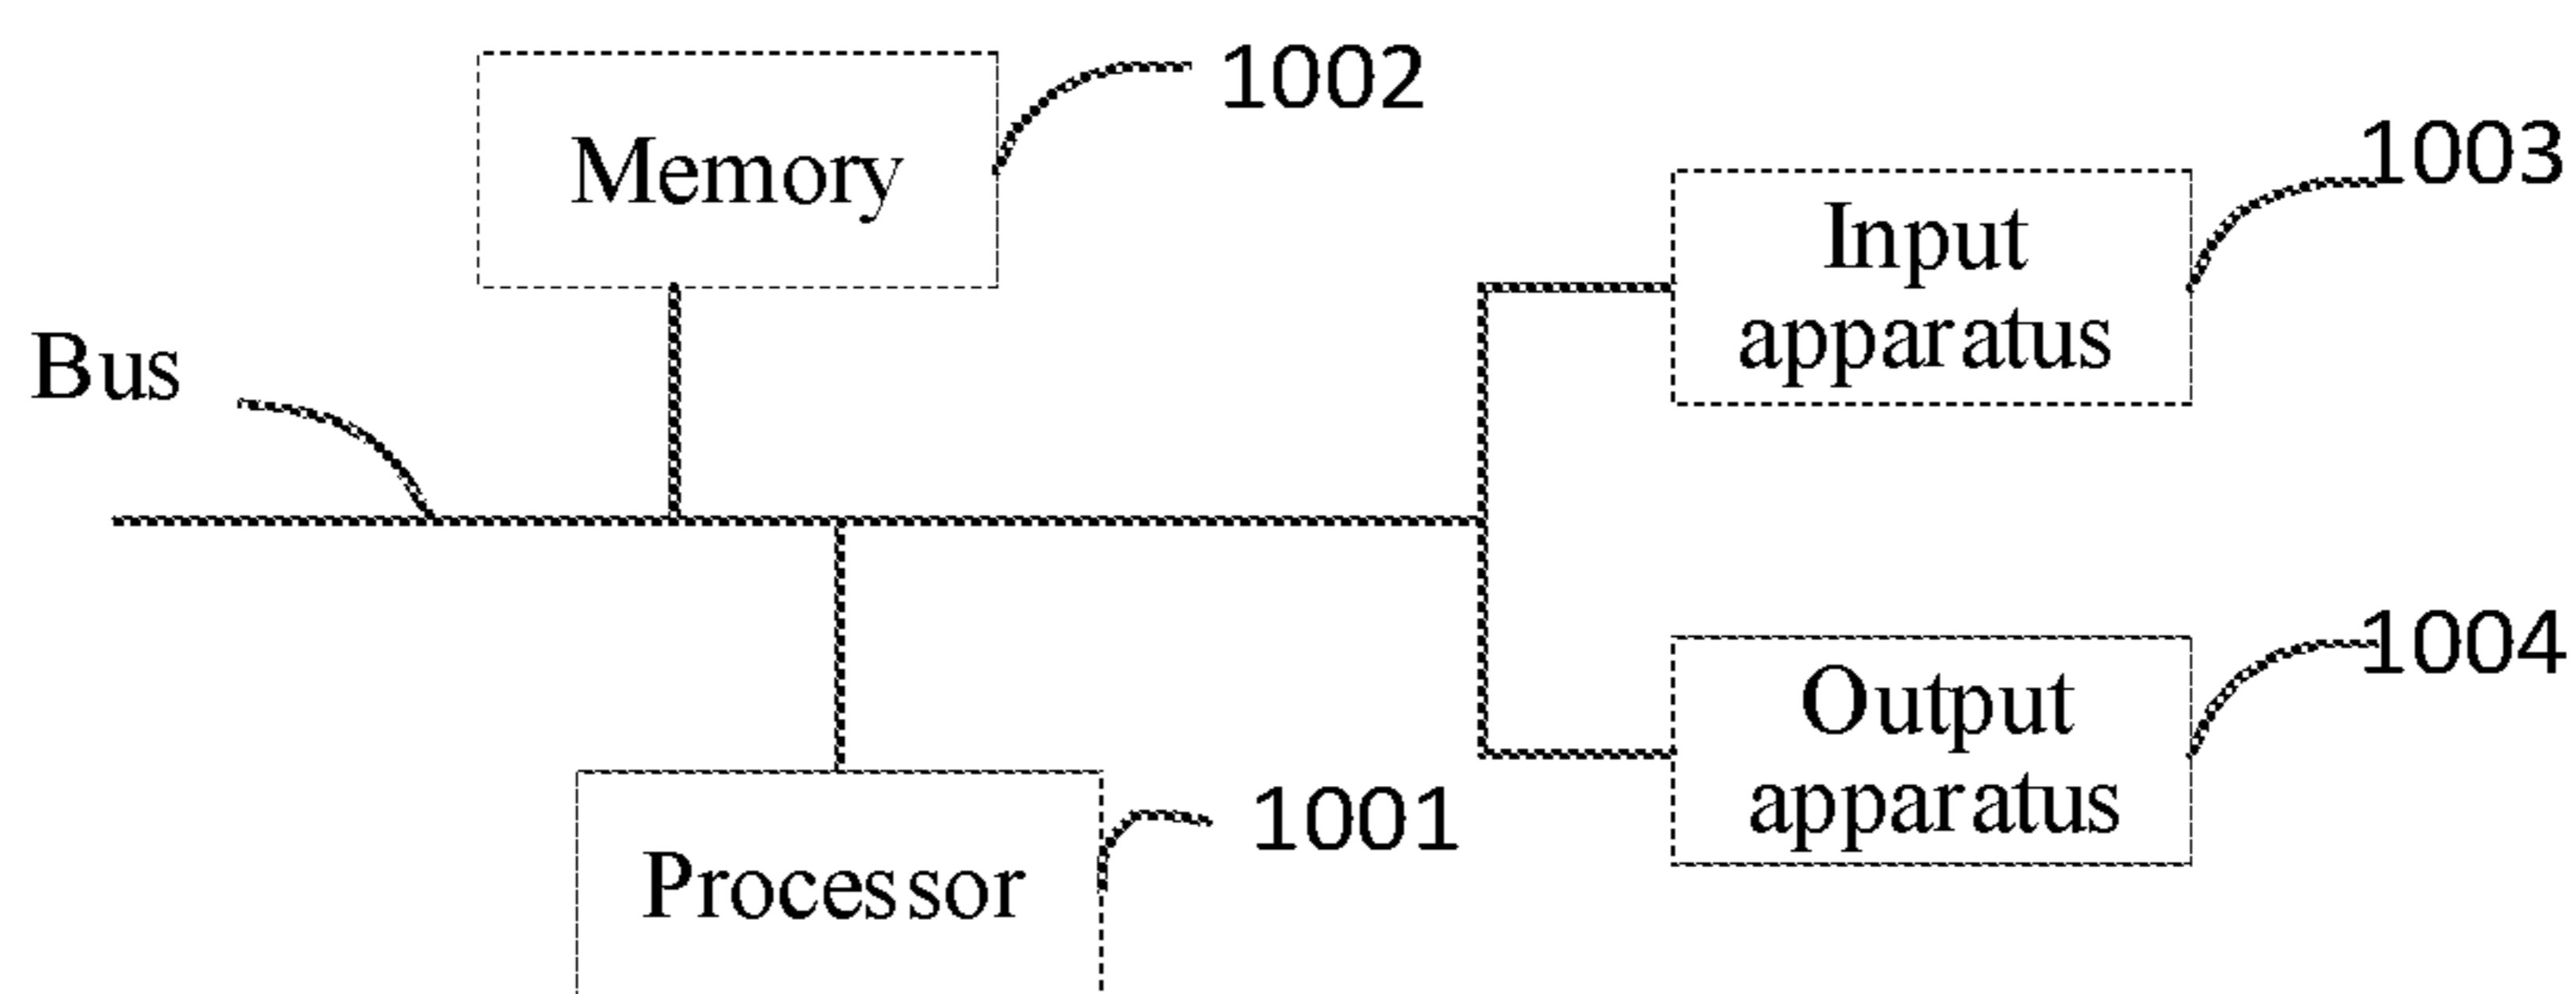 Memory
1002
Input
apparatus
1003
Bus
Output
apparatus
1004
Processor
1001